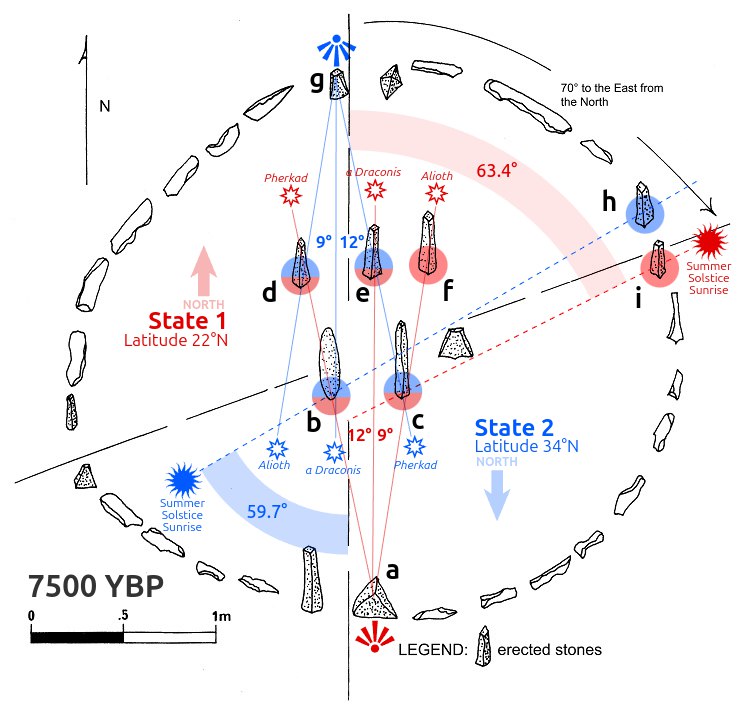 g
70° to the East from
the North
N
63.4°
Pherkad
a Draconis
Alioth
h
9°
12°
d
e
f
i
Summer
Solstice
Sunrise
NORTH
State 1
Latitude 22°N
b
c
12°
9°
State 2
Latitude 34°N
NORTH
Alioth
a Draconis
Pherkad
Summer
Solstice
Sunrise
59.7°
a
7500 YBP
0 .5 1m
LEGEND: erected stones